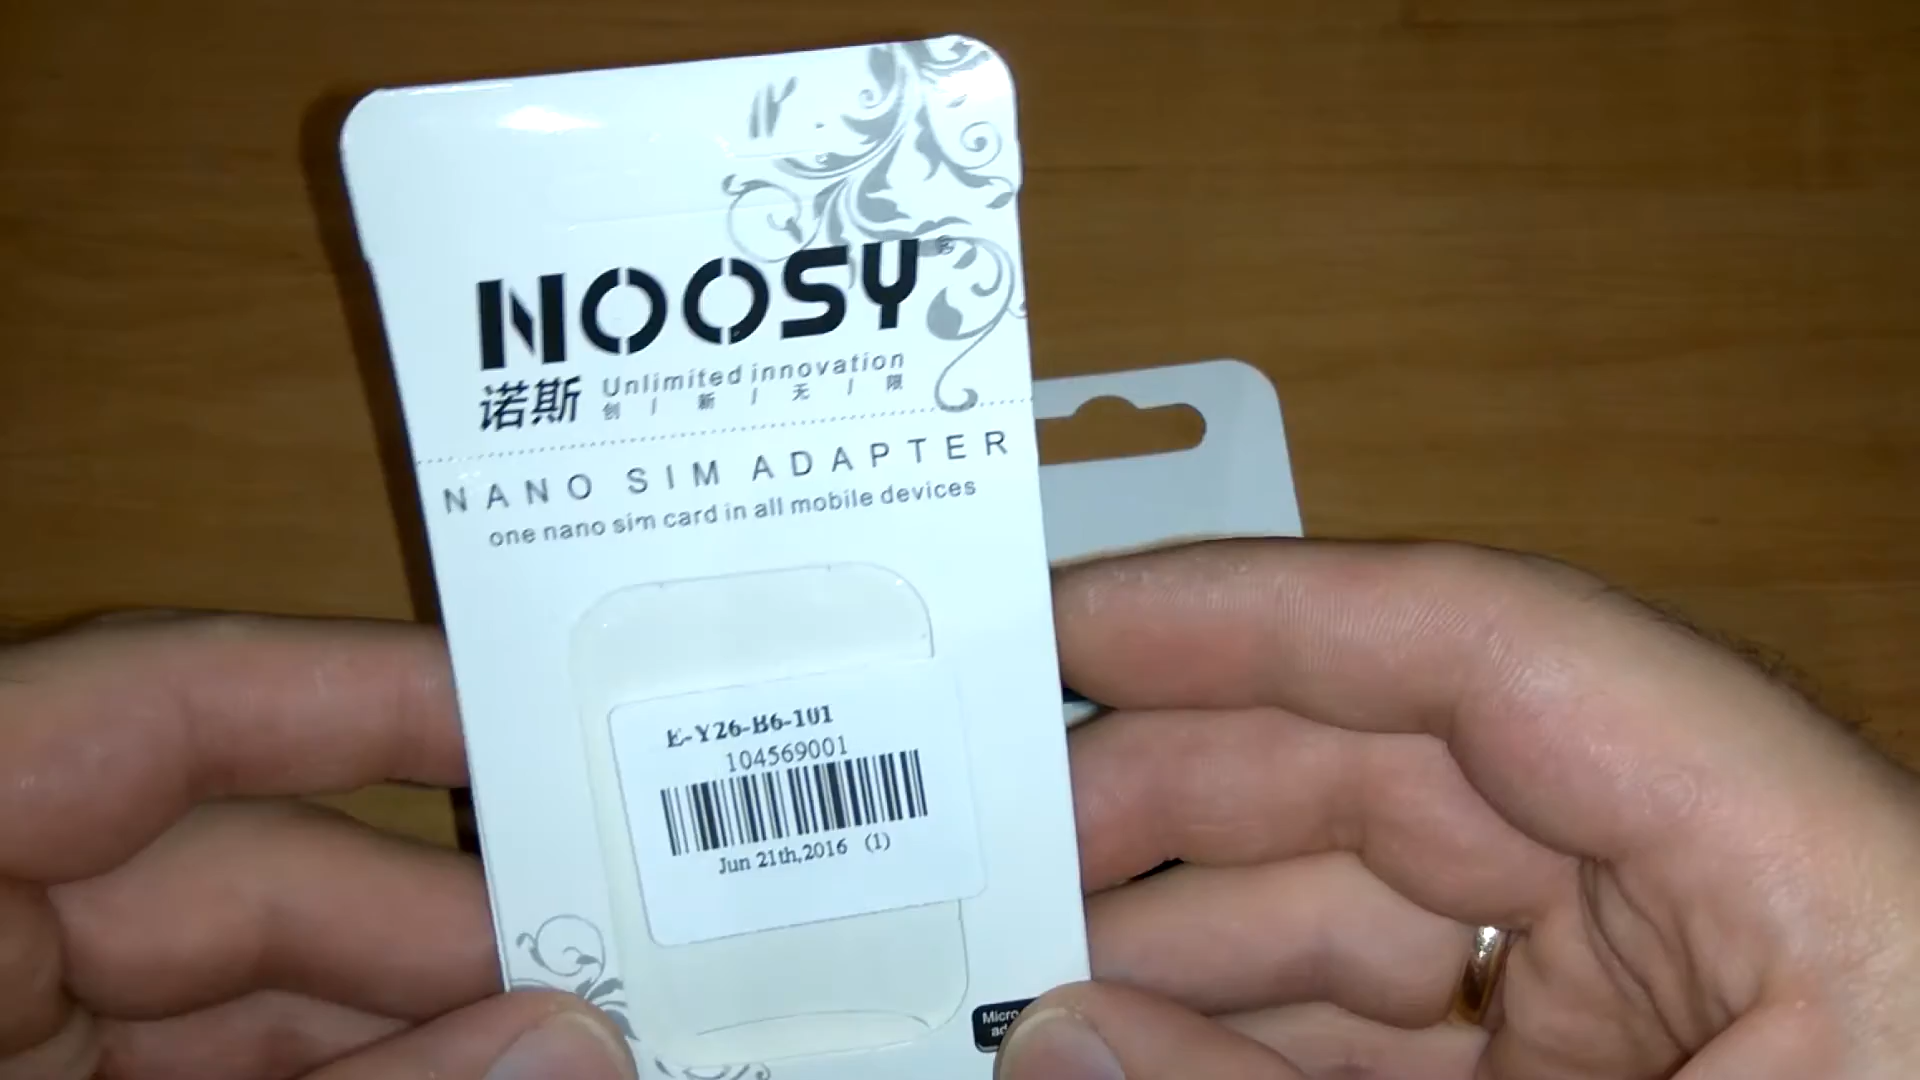 NOOSY®
诺斯 Unlimited innovation
创 / 新 / 无 / 限
NANO SIM ADAPTER
one nano sim card in all mobile devices
E-Y26-B6-101
104569001
Jun 21th,2016 (1)
Micro